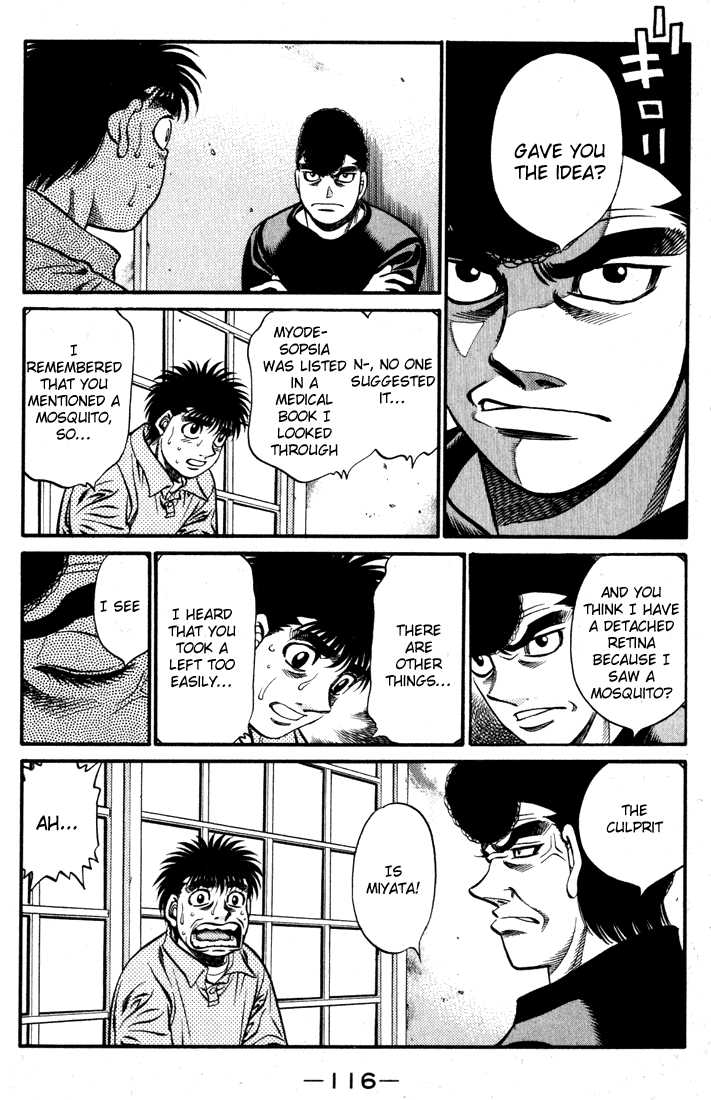 ギロリ
GAVE YOU
THE IDEA?
N-, NO ONE
SUGGESTED
IT...
MYODE-
SOPSIA
WAS LISTED
IN A
MEDICAL
BOOK I
LOOKED
THROUGH
I
REMEMBERED
THAT YOU
MENTIONED A
MOSQUITO,
SO...
AND YOU
THINK I HAVE
A DETACHED
RETINA
BECAUSE I
SAW A
MOSQUITO?
THERE
ARE
OTHER
THINGS...
I HEARD
THAT YOU
TOOK A
LEFT TOO
EASILY...
I SEE
THE
CULPRIT
IS
MIYATA!
AH...
—116—